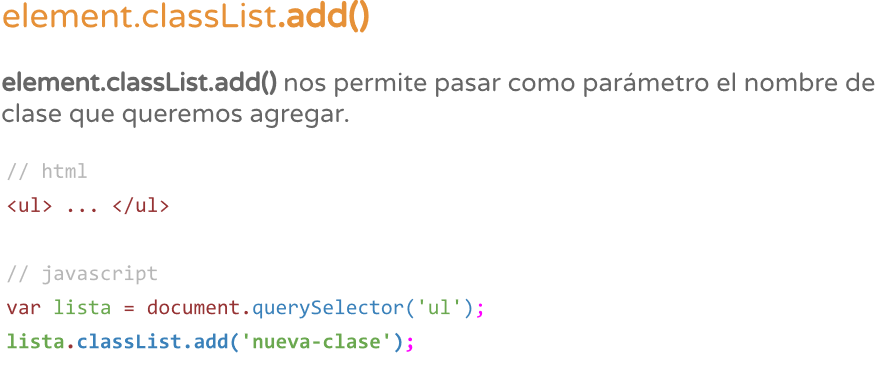 element.classList.add()
element.classList.add() nos permite pasar como parámetro el nombre de
clase que queremos agregar.
// html
<ul> ... </ul>
// javascript
var lista = document.querySelector('ul');
lista.classList.add('nueva-clase');